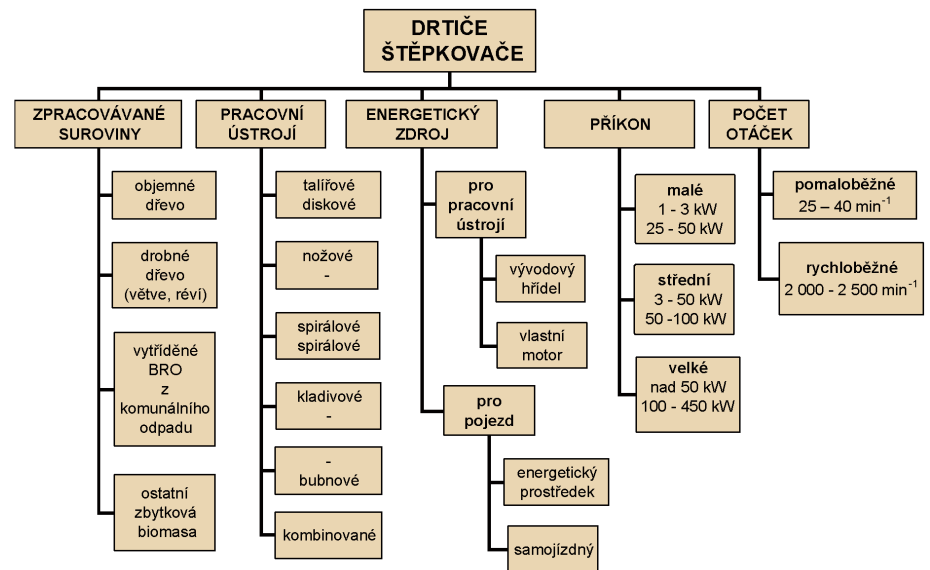 DRTIČE
ŠTĚPKOVAČE
ZPRACOVÁVANÉ
SUROVINY
objemné
dřevo
drobné
dřevo
(větve, réví)
vytříděné
BRO
z
komunálního
odpadu
ostatní
zbytková
biomasa
PRACOVNÍ
ÚSTROJÍ
talířové
diskové
nožové
-
spirálové
spirálové
kladivové
-
-
bubnové
kombinované
ENERGETICKÝ
ZDROJ
pro
pracovní
ústrojí
vývodový
hřídel
vlastní
motor
pro
pojezd
energetický
prostředek
samojízdný
PŘÍKON
malé
1 - 3 kW
25 - 50 kW
střední
3 - 50 kW
50 -100 kW
velké
nad 50 kW
100 - 450 kW
POČET
OTÁČEK
pomaloběžné
25 – 40 min⁻¹
rychloběžné
2 000 - 2 500 min⁻¹